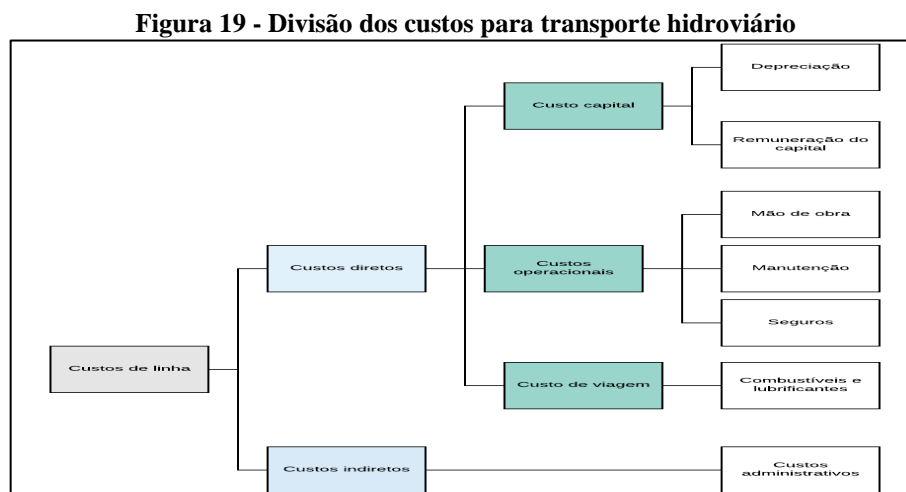 Figura 19 - Divisão dos custos para transporte hidroviário
Depreciação
Custo capital
Remuneração do
capital
Mão de obra
Custos diretos
Custos
operacionais
Manutenção
Seguros
Custos de linha
Custo de viagem
Combustíveis e
lubrificantes
Custos indiretos
Custos
administrativos